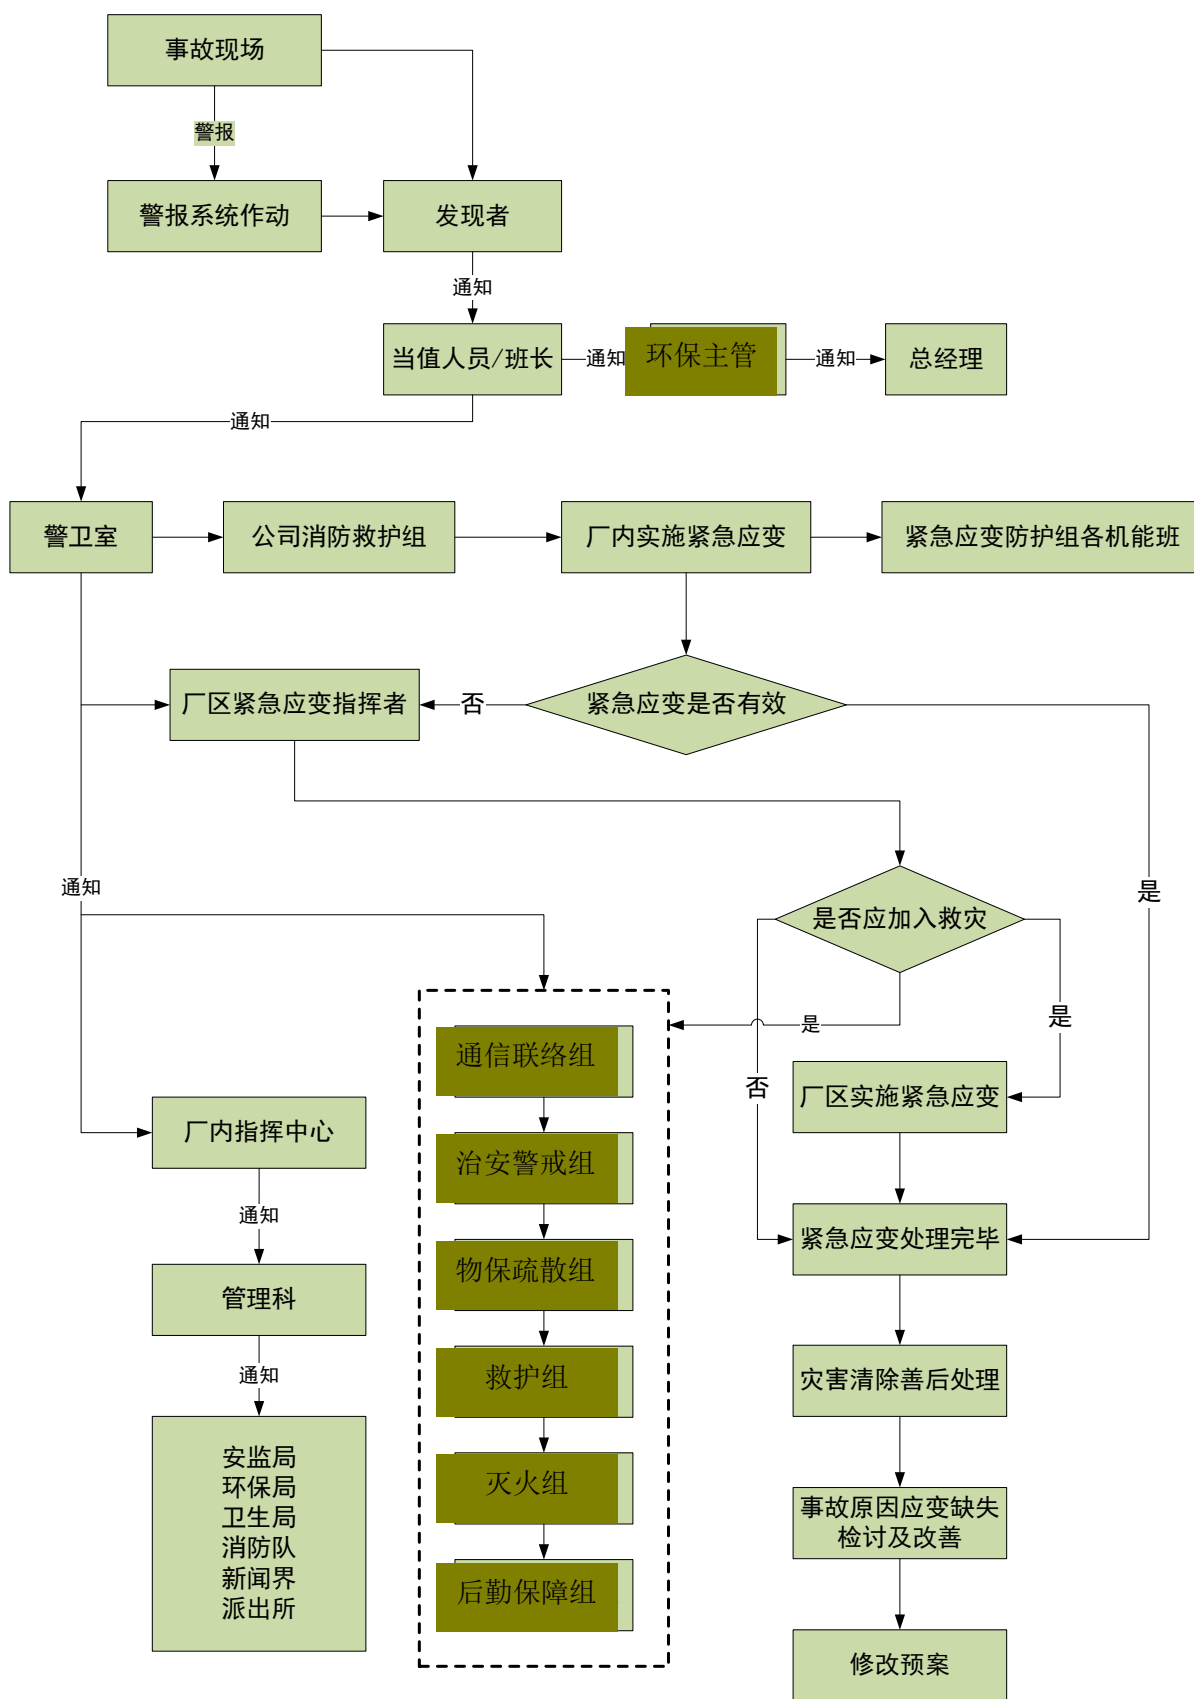 事故现场
警报
警报系统作动
发现者
通知
当值人员/班长
通知
环保主管
通知
总经理
通知
警卫室
公司消防救护组
厂内实施紧急应变
紧急应变防护组各机能班
厂区紧急应变指挥者
否
紧急应变是否有效
通知
是否应加入救灾
是
是
是
否
通信联络组
厂区实施紧急应变
厂内指挥中心
治安警戒组
通知
物保疏散组
紧急应变处理完毕
管理科
救护组
灾害清除善后处理
通知
安监局
环保局
卫生局
消防队
新闻界
派出所
灭火组
事故原因应变缺失
检讨及改善
后勤保障组
修改预案